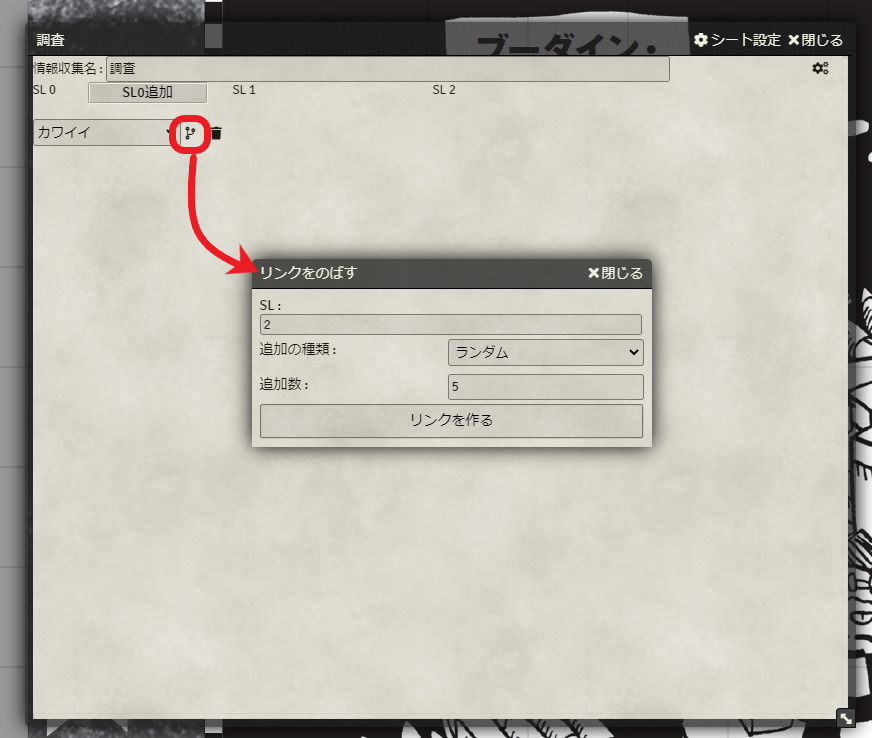 ブーダイン・
調査 シート設定 閉じる
情報収集名: 調査
SL 0 SL0追加 SL 1 SL 2
カワイイ
リンクをのばす 閉じる
SL:
2
追加の種類: ランダム
追加数: 5
リンクを作る